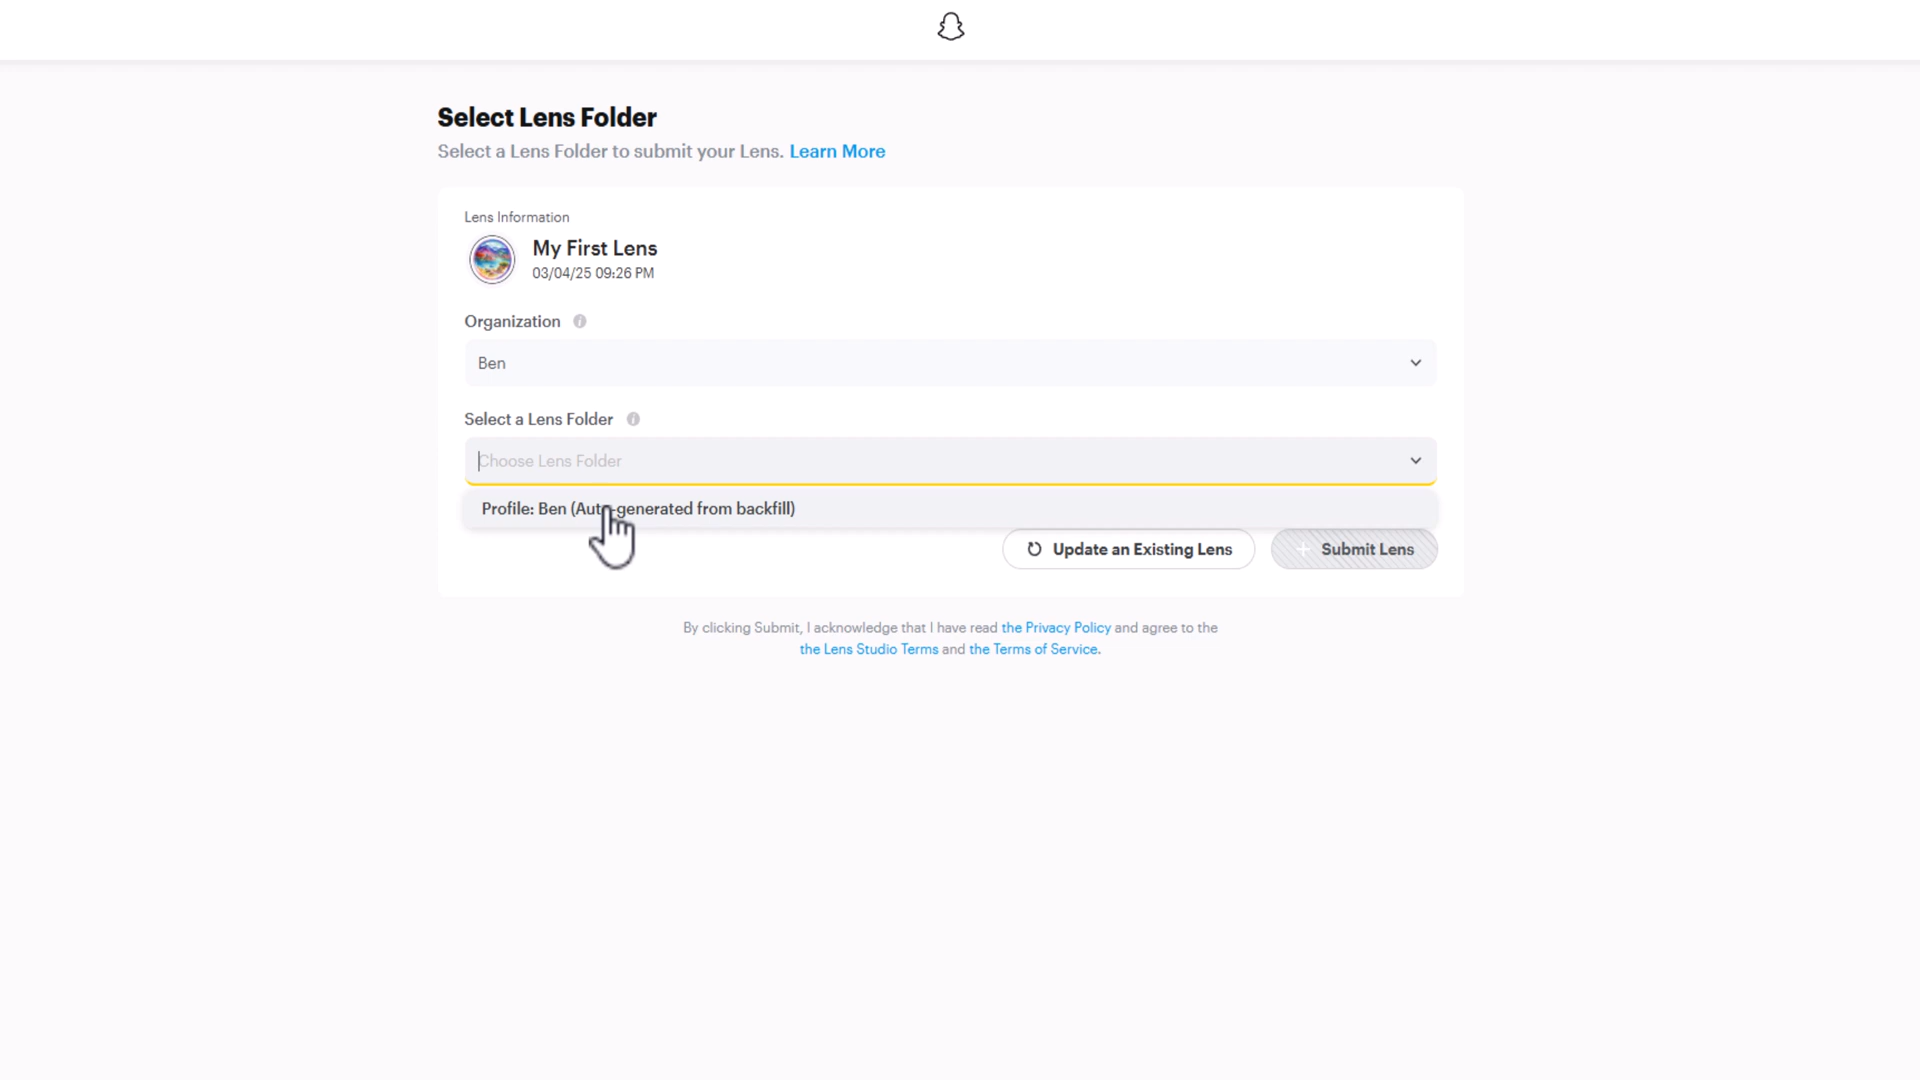 Select Lens Folder
Select a Lens Folder to submit your Lens. Learn More
Lens Information
My First Lens
03/04/25 09:26 PM
Organization
Ben
Select a Lens Folder
Choose Lens Folder
Profile: Ben (Auto-generated from backfill)
Update an Existing Lens
Submit Lens
By clicking Submit, I acknowledge that I have read the Privacy Policy and agree to the
the Lens Studio Terms and the Terms of Service.